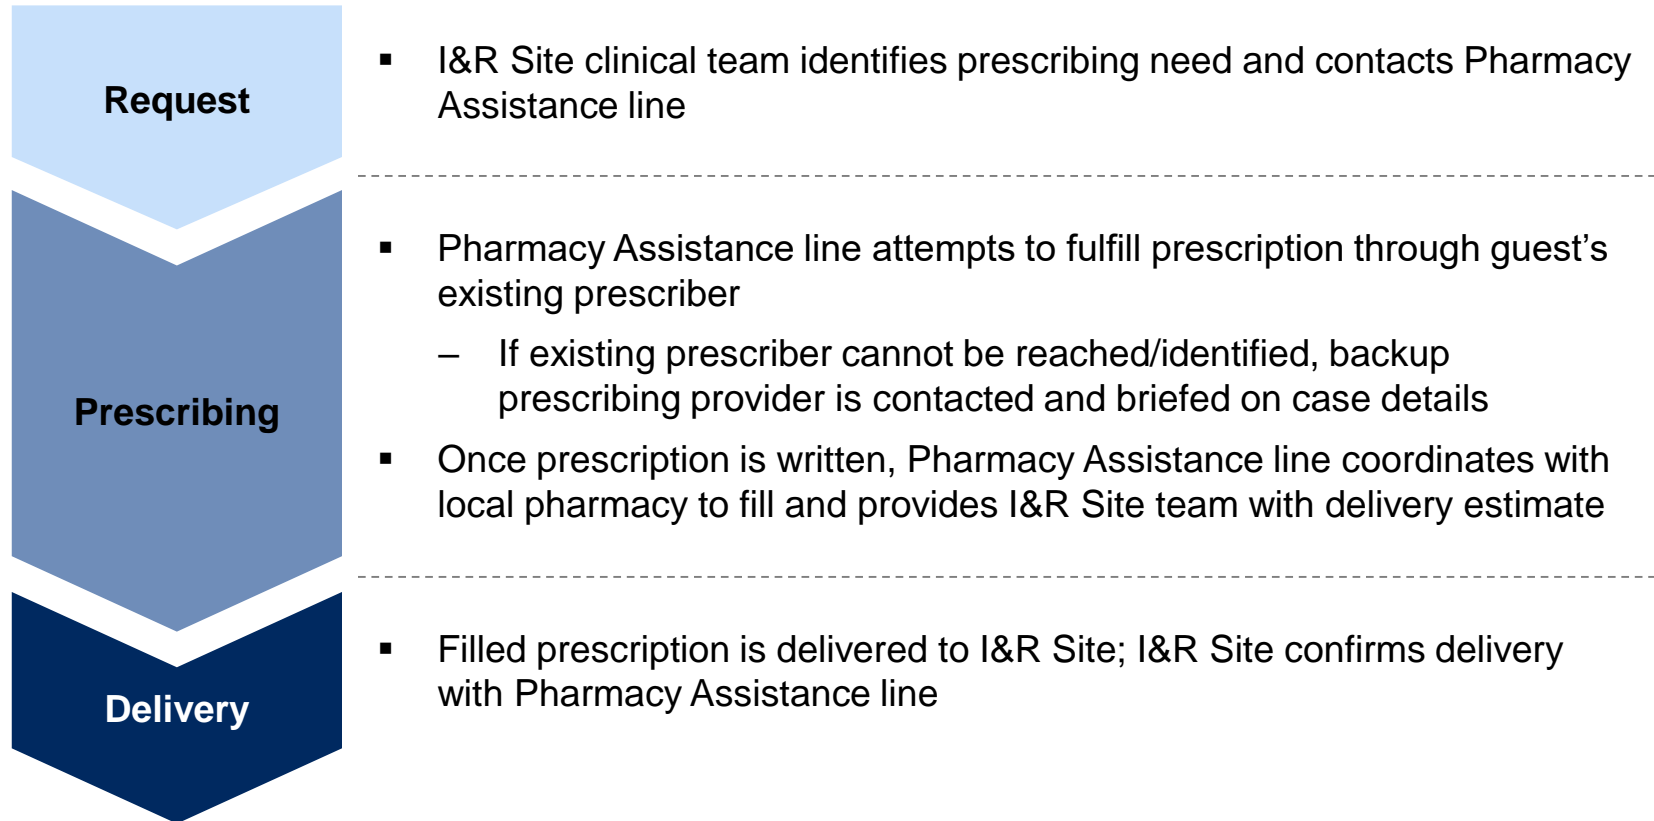 Request
▪ I&R Site clinical team identifies prescribing need and contacts Pharmacy
Assistance line
Prescribing
▪ Pharmacy Assistance line attempts to fulfill prescription through guest’s
existing prescriber
– If existing prescriber cannot be reached/identified, backup
prescribing provider is contacted and briefed on case details
▪ Once prescription is written, Pharmacy Assistance line coordinates with
local pharmacy to fill and provides I&R Site team with delivery estimate
Delivery
▪ Filled prescription is delivered to I&R Site; I&R Site confirms delivery
with Pharmacy Assistance line